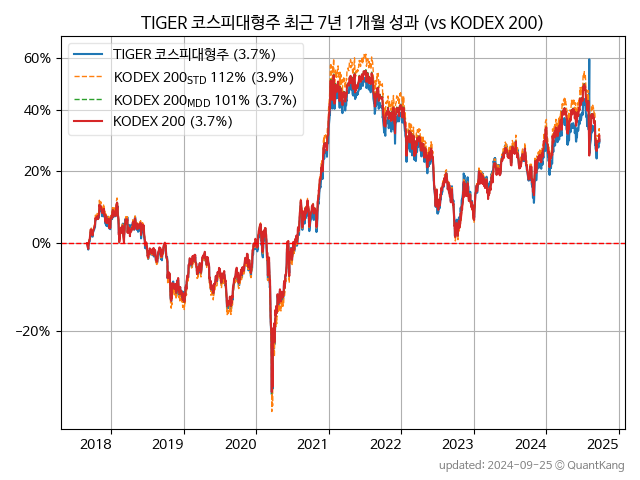 TIGER 코스피대형주 최근 7년 1개월 성과 (vs KODEX 200)
TIGER 코스피대형주 (3.7%)
KODEX 200STD 112% (3.9%)
KODEX 200MDD 101% (3.7%)
KODEX 200 (3.7%)
60%
40%
20%
0%
−20%
2018 2019 2020 2021 2022 2023 2024 2025
updated: 2024-09-25 © QuantKang